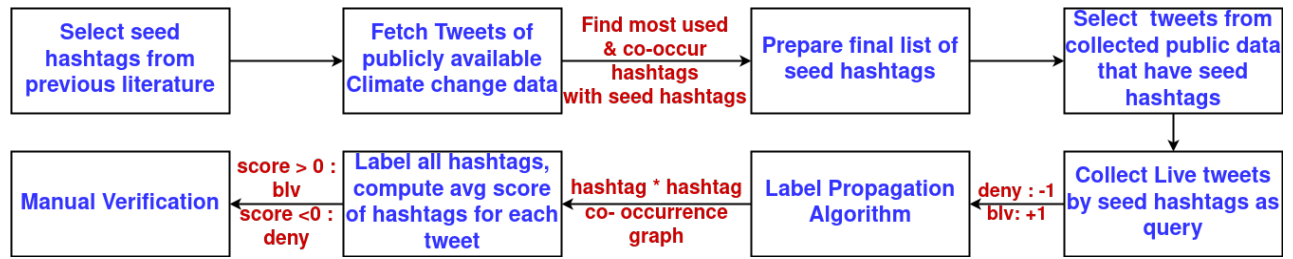 Select seed
hashtags from
previous literature
Fetch Tweets of
publicly available
Climate change data
Find most used
& co-occur
hashtags
with seed hashtags
Prepare final list of
seed hashtags
Select tweets from
collected public data
that have seed
hashtags
Collect Live tweets
by seed hashtags as
query
deny : -1
blv: +1
Label Propagation
Algorithm
hashtag * hashtag
co- occurrence
graph
Label all hashtags,
compute avg score
of hashtags for each
tweet
score > 0 :
blv
score <0 :
deny
Manual Verification